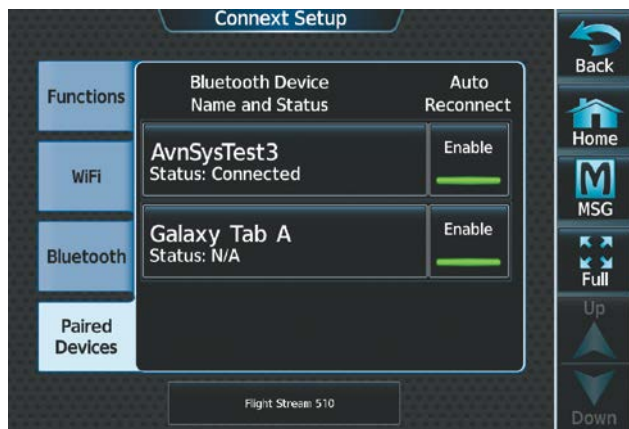 Connext Setup
Functions
WiFi
Bluetooth
Paired
Devices
Bluetooth Device
Name and Status
Auto
Reconnect
AvnSysTest3
Status: Connected
Enable
Galaxy Tab A
Status: N/A
Enable
Flight Stream 510
Back
Home
M
MSG
Full
Up
Down